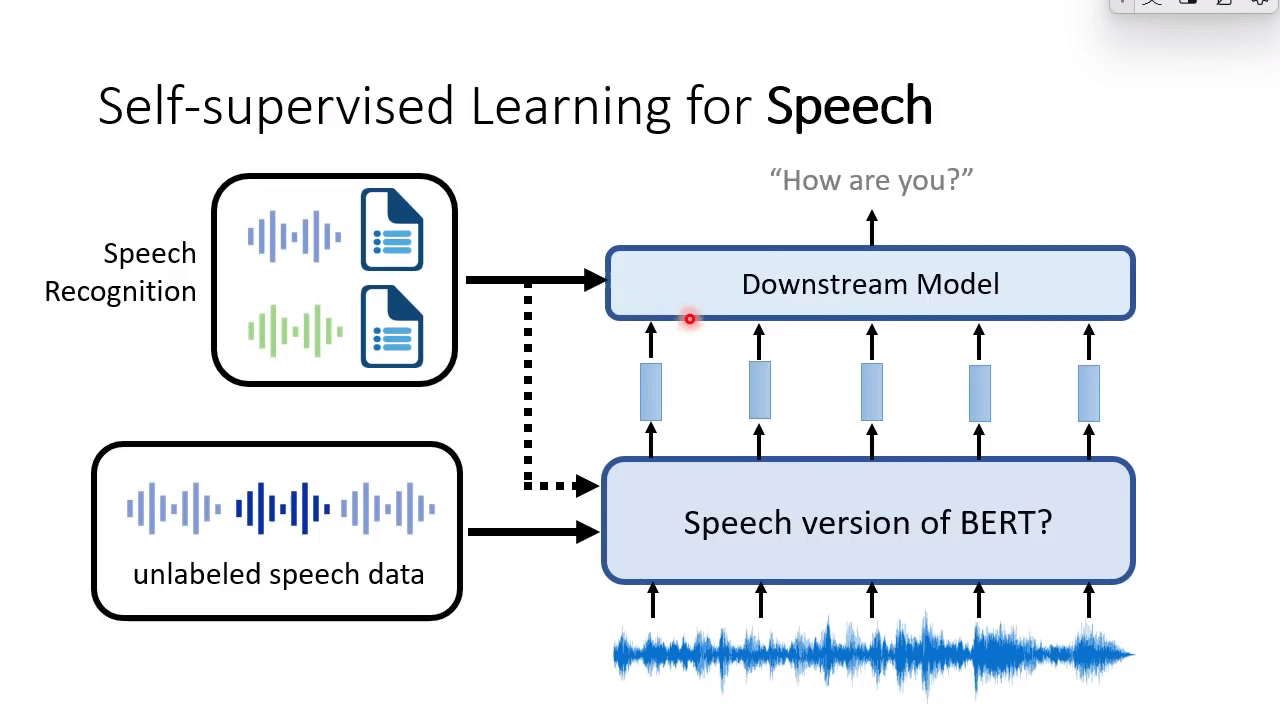 Self-supervised Learning for Speech
"How are you?"
Speech
Recognition
Downstream Model
Speech version of BERT?
unlabeled speech data